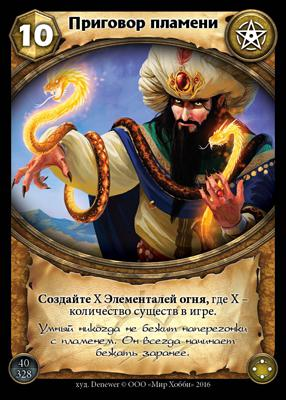 Приговор пламени
10
Создайте X Элементалей огня, где X –
количество существ в игре.
Умный никогда не бежит наперегонки
с пламенем. Он всегда начинает
бежать заранее.
40
328
худ. Denewer © ООО «Мир Хобби» 2016